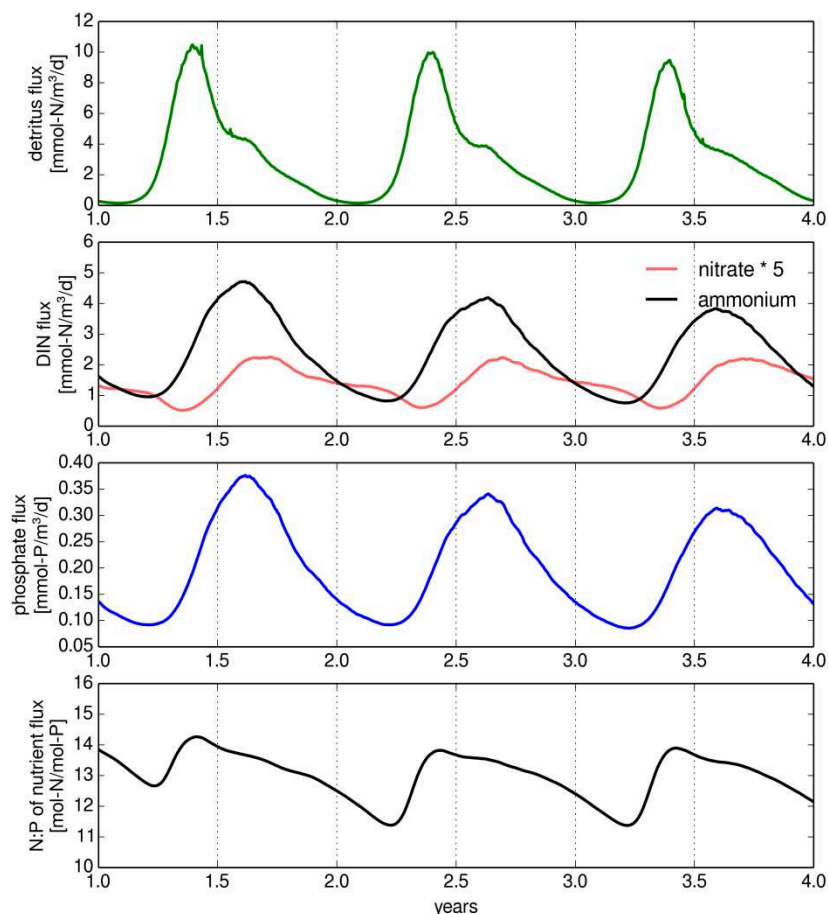 12
10
8
6
4
2
0
detritus flux
[mmol-N/m³/d]
1.0 1.5 2.0 2.5 3.0 3.5 4.0
6
5
4
3
2
1
0
DIN flux
[mmol-N/m³/d]
nitrate * 5
ammonium
1.0 1.5 2.0 2.5 3.0 3.5 4.0
0.40
0.35
0.30
0.25
0.20
0.15
0.10
0.05
phosphate flux
[mmol-P/m³/d]
1.0 1.5 2.0 2.5 3.0 3.5 4.0
16
15
14
13
12
11
10
N:P of nutrient flux
[mol-N/mol-P]
1.0 1.5 2.0 2.5 3.0 3.5 4.0
years